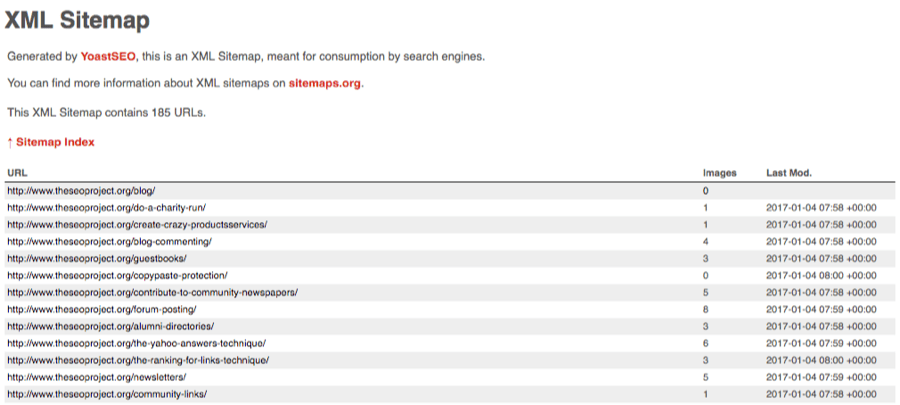 XML Sitemap
Generated by YoastSEO, this is an XML Sitemap, meant for consumption by search engines.
You can find more information about XML sitemaps on sitemaps.org.
This XML Sitemap contains 185 URLs.
↑ Sitemap Index
URL Images Last Mod.
http://www.theseoproject.org/blog/ 0
http://www.theseoproject.org/do-a-charity-run/ 1 2017-01-04 07:58 +00:00
http://www.theseoproject.org/create-crazy-productsservices/ 1 2017-01-04 07:58 +00:00
http://www.theseoproject.org/blog-commenting/ 4 2017-01-04 07:58 +00:00
http://www.theseoproject.org/guestbooks/ 3 2017-01-04 07:58 +00:00
http://www.theseoproject.org/copypaste-protection/ 0 2017-01-04 08:00 +00:00
http://www.theseoproject.org/contribute-to-community-newspapers/ 5 2017-01-04 07:58 +00:00
http://www.theseoproject.org/forum-posting/ 8 2017-01-04 07:59 +00:00
http://www.theseoproject.org/alumni-directories/ 3 2017-01-04 07:58 +00:00
http://www.theseoproject.org/the-yahoo-answers-technique/ 6 2017-01-04 07:59 +00:00
http://www.theseoproject.org/the-ranking-for-links-technique/ 3 2017-01-04 08:00 +00:00
http://www.theseoproject.org/newsletters/ 5 2017-01-04 07:59 +00:00
http://www.theseoproject.org/community-links/ 1 2017-01-04 07:58 +00:00